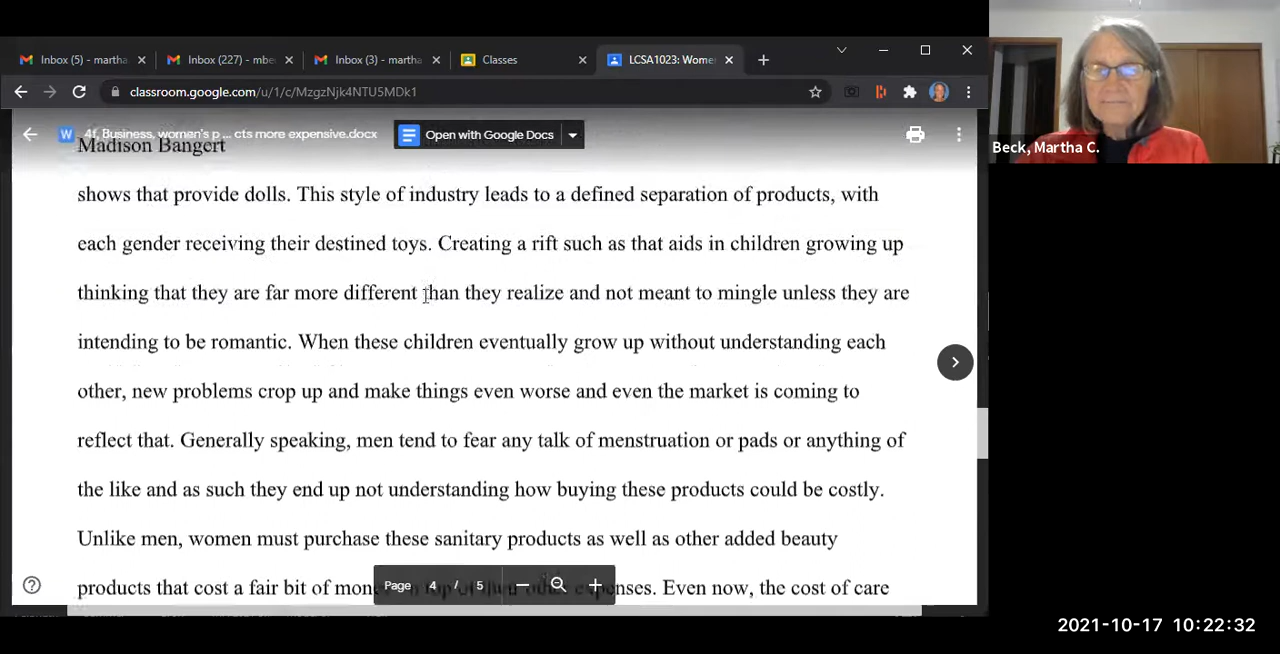 Inbox (5) - martha
Inbox (227) - mbe
Inbox (3) - martha
Classes
LCSA1023: Wome
classroom.google.com/u/1/c/MzgzNjk4NTU5MDk1
4f, Business, women's p ... cts more expensive.docx
Open with Google Docs
Madison Bangert
shows that provide dolls. This style of industry leads to a defined separation of products, with
each gender receiving their destined toys. Creating a rift such as that aids in children growing up
thinking that they are far more different than they realize and not meant to mingle unless they are
intending to be romantic. When these children eventually grow up without understanding each
other, new problems crop up and make things even worse and even the market is coming to
reflect that. Generally speaking, men tend to fear any talk of menstruation or pads or anything of
the like and as such they end up not understanding how buying these products could be costly.
Unlike men, women must purchase these sanitary products as well as other added beauty
products that cost a fair bit of money on top of their other expenses. Even now, the cost of care
Page 4 / 5
Beck, Martha C.
2021-10-17 10:22:32